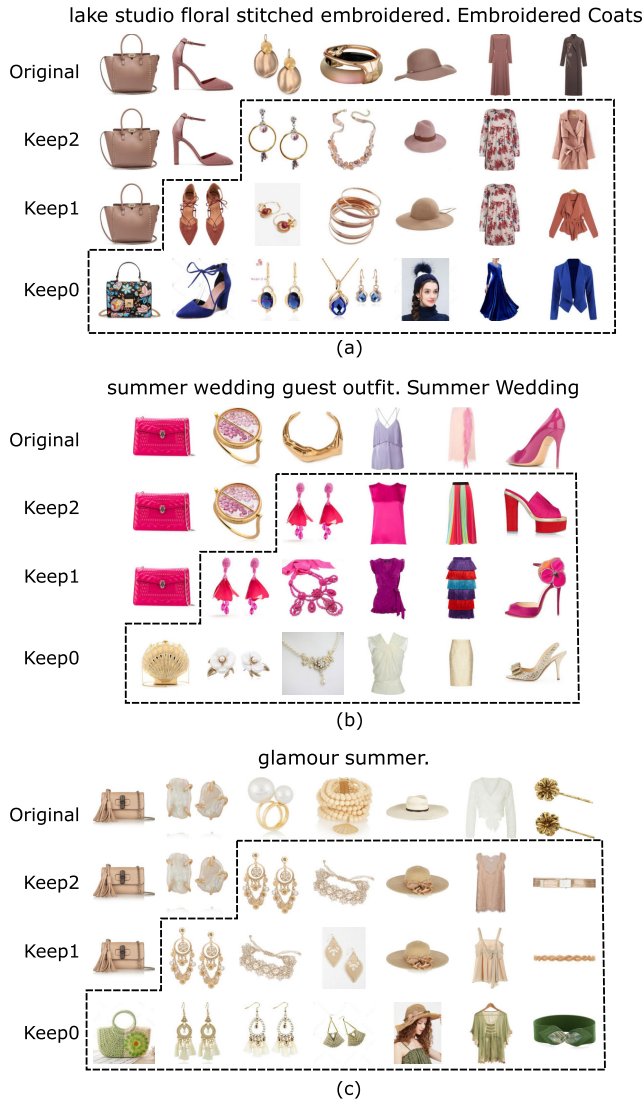 lake studio floral stitched embroidered. Embroidered Coats
Original
Keep2
Keep1
Keep0
(a)
summer wedding guest outfit. Summer Wedding
Original
Keep2
Keep1
Keep0
(b)
glamour summer.
Original
Keep2
Keep1
Keep0
(c)